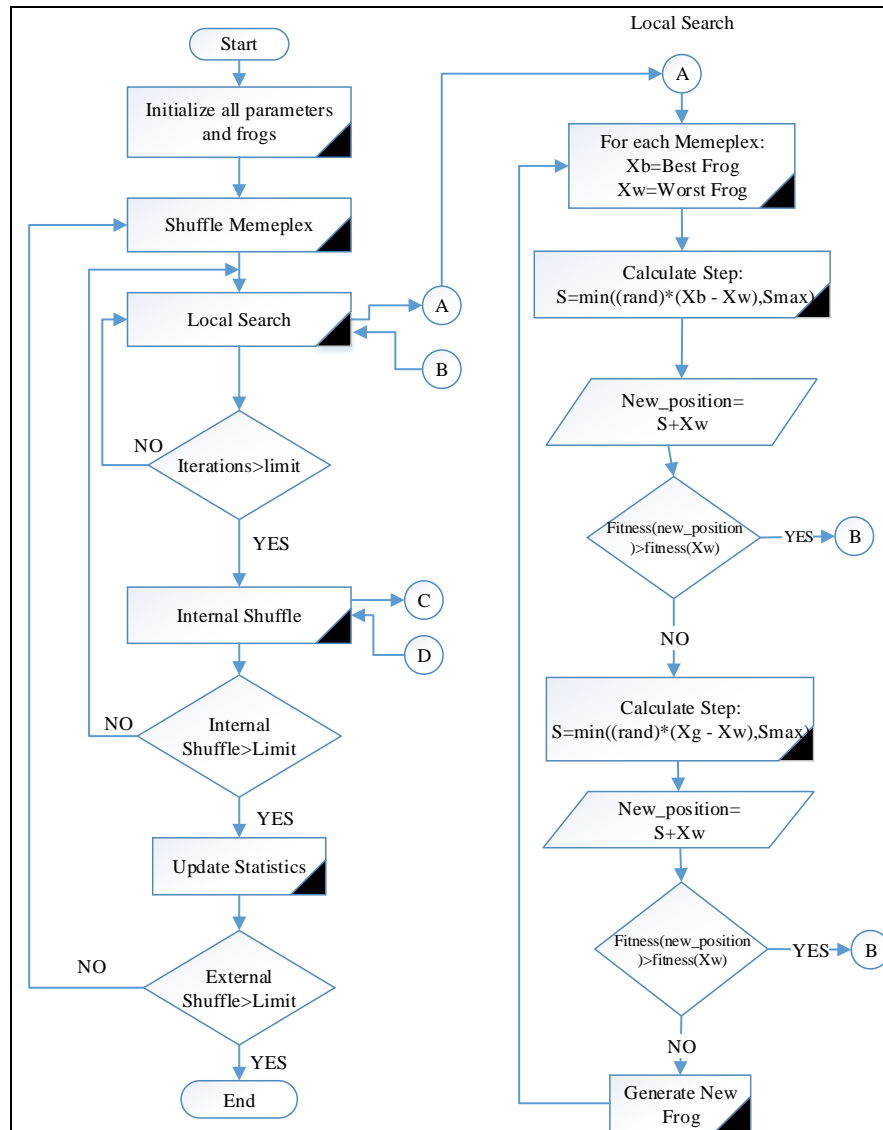 Start
Initialize all parameters
and frogs
Shuffle Memeplex
Local Search
A
B
NO
Iterations>limit
YES
Internal Shuffle
C
D
NO
Internal
Shuffle>Limit
YES
Update Statistics
NO
External
Shuffle>Limit
YES
End
Local Search
A
For each Memeplex:
Xb=Best Frog
Xw=Worst Frog
Calculate Step:
S=min((rand)*(Xb - Xw),Smax)
New_position=
S+Xw
Fitness(new_position
)>fitness(Xw)
YES
B
NO
Calculate Step:
S=min((rand)*(Xg - Xw),Smax)
New_position=
S+Xw
Fitness(new_position
)>fitness(Xw)
YES
B
NO
Generate New
Frog